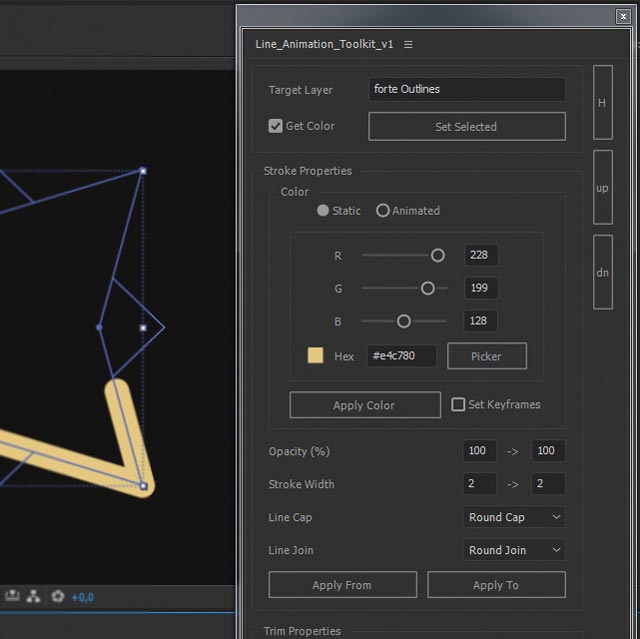 x
Line_Animation_Toolkit_v1
Target Layer forte Outlines
H
Get Color Set Selected
Stroke Properties
up
Color
Static Animated
R 228
dn
G 199
B 128
Hex #e4c780 Picker
Apply Color Set Keyframes
Opacity (%) 100 -> 100
Stroke Width 2 -> 2
Line Cap Round Cap
Line Join Round Join
Apply From Apply To
+0,0
Trim Properties